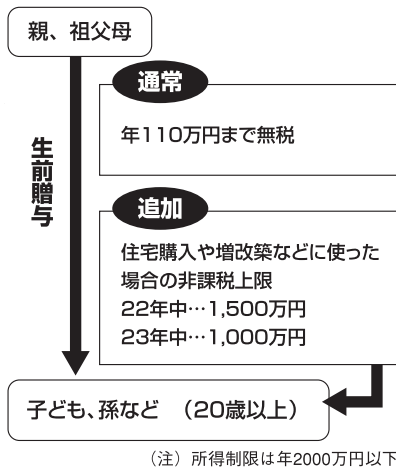 親、祖父母
通常
年110万円まで無税
生前贈与
追加
住宅購入や増改築などに使った
場合の非課税上限
22年中…1,500万円
23年中…1,000万円
子ども、孫など （20歳以上）
（注）所得制限は年2000万円以下